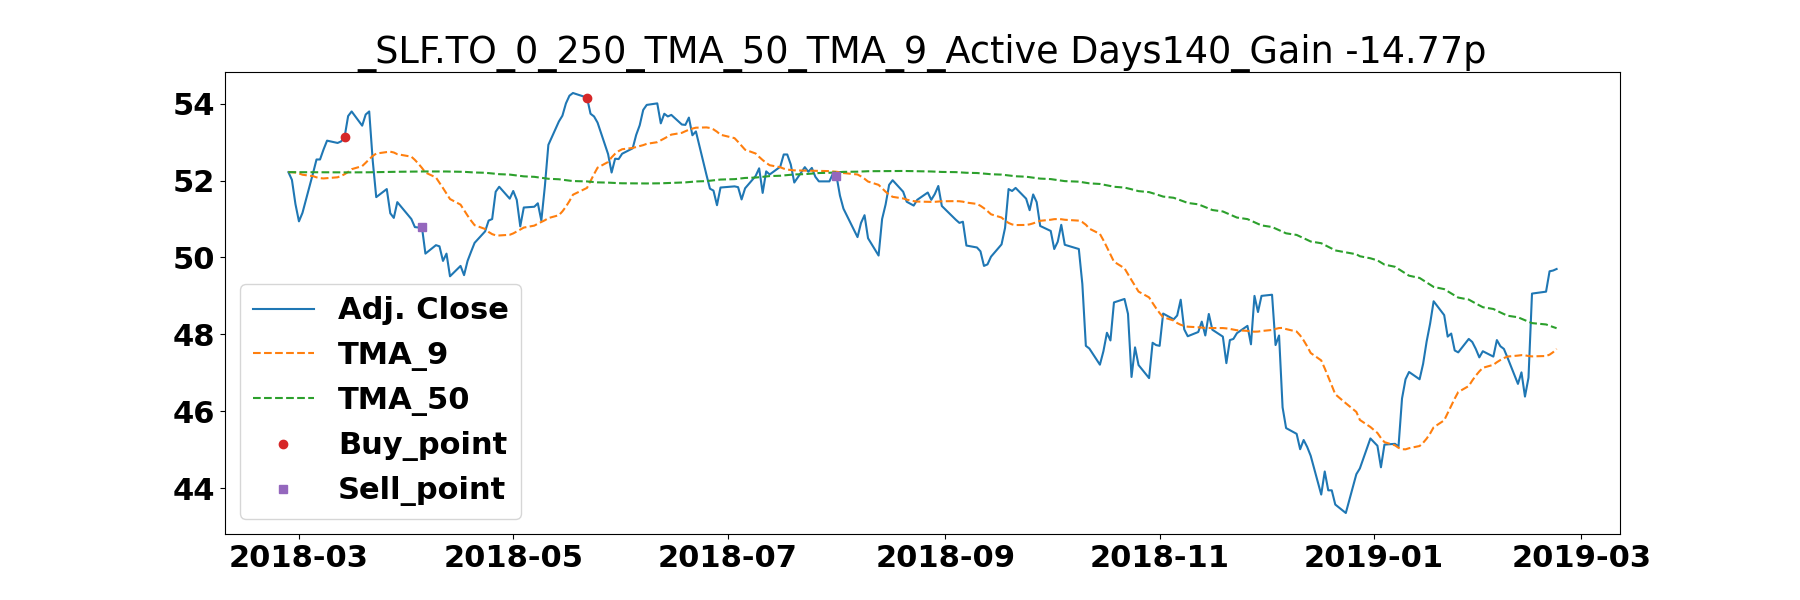 _SLF.TO_0_250_TMA_50_TMA_9_Active Days140_Gain -14.77p
54
52
50
48
46
44
Adj. Close
TMA_9
TMA_50
Buy_point
Sell_point
2018-03 2018-05 2018-07 2018-09 2018-11 2019-01 2019-03